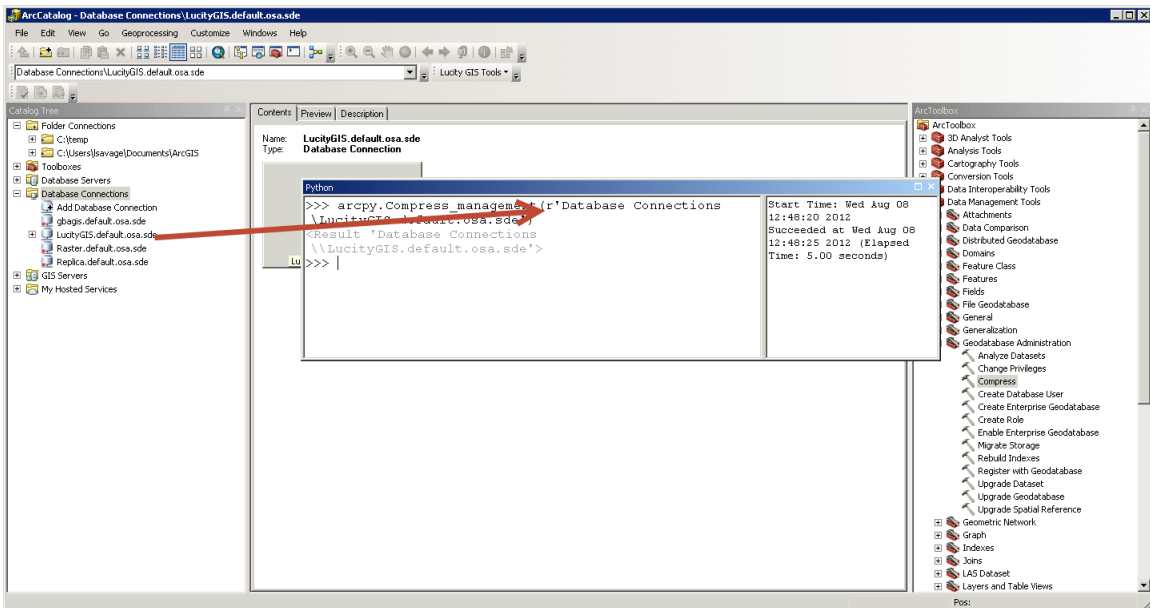 ArcCatalog - Database Connections\LucityGIS.default.osa.sde
File Edit View Go Geoprocessing Customize Windows Help
Database Connections\LucityGIS.default.osa.sde
Lucity GIS Tools
Catalog Tree
Folder Connections
C:\temp
C:\Users\lsavage\Documents\ArcGIS
Toolboxes
Database Servers
Database Connections
Add Database Connection
gbagis.default.osa.sde
LucityGIS.default.osa.sde
Raster.default.osa.sde
Replica.default.osa.sde
GIS Servers
My Hosted Services
Contents Preview Description
Name: LucityGIS.default.osa.sde
Type: Database Connection
Lu
Python
>>> arcpy.Compress_management(r'Database Connections
\LucityGIS.default.osa.sde')
<Result 'Database Connections
\\LucityGIS.default.osa.sde'>
>>>
Start Time: Wed Aug 08
12:48:20 2012
Succeeded at Wed Aug 08
12:48:25 2012 (Elapsed
Time: 5.00 seconds)
ArcToolbox
ArcToolbox
3D Analyst Tools
Analysis Tools
Cartography Tools
Conversion Tools
Data Interoperability Tools
Data Management Tools
Attachments
Data Comparison
Distributed Geodatabase
Domains
Feature Class
Features
Fields
File Geodatabase
General
Generalization
Geodatabase Administration
Analyze Datasets
Change Privileges
Compress
Create Database User
Create Enterprise Geodatabase
Create Role
Enable Enterprise Geodatabase
Migrate Storage
Rebuild Indexes
Register with Geodatabase
Upgrade Dataset
Upgrade Geodatabase
Upgrade Spatial Reference
Geometric Network
Graph
Indexes
Joins
LAS Dataset
Layers and Table Views
Pos: